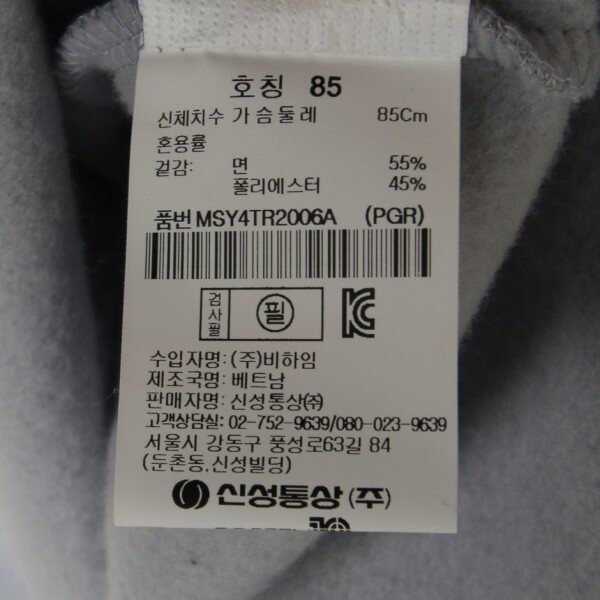 호칭 85
신체치수 가슴둘레 85Cm
혼용률
겉감: 면 55%
폴리에스터 45%
품번 MSY4TR2006A (PGR)
검사필 필 KC
수입자명: (주)비하임
제조국명: 베트남
판매자명: 신성통상㈜
고객상담실: 02-752-9639/080-023-9639
서울시 강동구 풍성로63길 84
(둔촌동,신성빌딩)
신성통상(주)